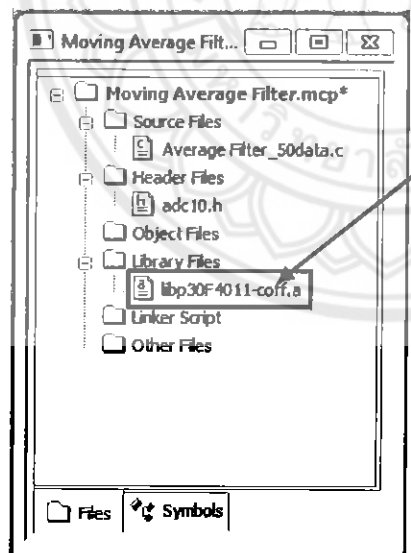 Moving Average Filt...
Moving Average Filter.mcp*
Source Files
Average Filter_50data.c
Header Files
adc10.h
Object Files
Library Files
libp30F4011-coff.a
Linker Script
Other Files
Files Symbols